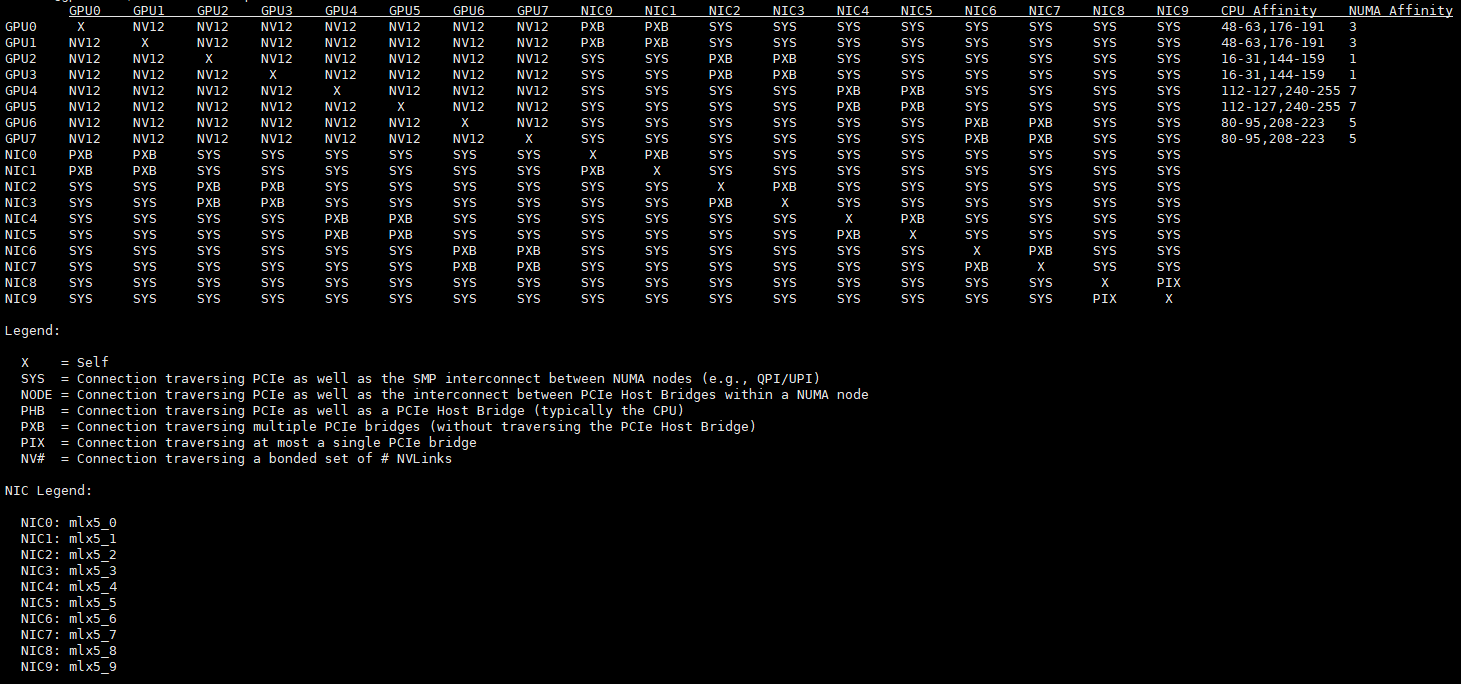 GPU0 GPU1 GPU2 GPU3 GPU4 GPU5 GPU6 GPU7 NIC0 NIC1 NIC2 NIC3 NIC4 NIC5 NIC6 NIC7 NIC8 NIC9 CPU Affinity NUMA Affinity
GPU0 X NV12 NV12 NV12 NV12 NV12 NV12 NV12 PXB PXB SYS SYS SYS SYS SYS SYS SYS SYS 48-63,176-191 3
GPU1 NV12 X NV12 NV12 NV12 NV12 NV12 NV12 PXB PXB SYS SYS SYS SYS SYS SYS SYS SYS 48-63,176-191 3
GPU2 NV12 NV12 X NV12 NV12 NV12 NV12 NV12 SYS SYS PXB PXB SYS SYS SYS SYS SYS SYS 16-31,144-159 1
GPU3 NV12 NV12 NV12 X NV12 NV12 NV12 NV12 SYS SYS PXB PXB SYS SYS SYS SYS SYS SYS 16-31,144-159 1
GPU4 NV12 NV12 NV12 NV12 X NV12 NV12 NV12 SYS SYS SYS SYS PXB PXB SYS SYS SYS SYS 112-127,240-255 7
GPU5 NV12 NV12 NV12 NV12 NV12 X NV12 NV12 SYS SYS SYS SYS PXB PXB SYS SYS SYS SYS 112-127,240-255 7
GPU6 NV12 NV12 NV12 NV12 NV12 NV12 X NV12 SYS SYS SYS SYS SYS SYS PXB PXB SYS SYS 80-95,208-223 5
GPU7 NV12 NV12 NV12 NV12 NV12 NV12 NV12 X SYS SYS SYS SYS SYS SYS PXB PXB SYS SYS 80-95,208-223 5
NIC0 PXB PXB SYS SYS SYS SYS SYS SYS X PXB SYS SYS SYS SYS SYS SYS SYS SYS
NIC1 PXB PXB SYS SYS SYS SYS SYS SYS PXB X SYS SYS SYS SYS SYS SYS SYS SYS
NIC2 SYS SYS PXB PXB SYS SYS SYS SYS SYS SYS X PXB SYS SYS SYS SYS SYS SYS
NIC3 SYS SYS PXB PXB SYS SYS SYS SYS SYS SYS PXB X SYS SYS SYS SYS SYS SYS
NIC4 SYS SYS SYS SYS PXB PXB SYS SYS SYS SYS SYS SYS X PXB SYS SYS SYS SYS
NIC5 SYS SYS SYS SYS PXB PXB SYS SYS SYS SYS SYS SYS PXB X SYS SYS SYS SYS
NIC6 SYS SYS SYS SYS SYS SYS PXB PXB SYS SYS SYS SYS SYS SYS X PXB SYS SYS
NIC7 SYS SYS SYS SYS SYS SYS PXB PXB SYS SYS SYS SYS SYS SYS PXB X SYS SYS
NIC8 SYS SYS SYS SYS SYS SYS SYS SYS SYS SYS SYS SYS SYS SYS SYS SYS X PIX
NIC9 SYS SYS SYS SYS SYS SYS SYS SYS SYS SYS SYS SYS SYS SYS SYS SYS PIX X
Legend:
X = Self
SYS = Connection traversing PCIe as well as the SMP interconnect between NUMA nodes (e.g., QPI/UPI)
NODE = Connection traversing PCIe as well as the interconnect between PCIe Host Bridges within a NUMA node
PHB = Connection traversing PCIe as well as a PCIe Host Bridge (typically the CPU)
PXB = Connection traversing multiple PCIe bridges (without traversing the PCIe Host Bridge)
PIX = Connection traversing at most a single PCIe bridge
NV# = Connection traversing a bonded set of # NVLinks
NIC Legend:
NIC0: mlx5_0
NIC1: mlx5_1
NIC2: mlx5_2
NIC3: mlx5_3
NIC4: mlx5_4
NIC5: mlx5_5
NIC6: mlx5_6
NIC7: mlx5_7
NIC8: mlx5_8
NIC9: mlx5_9